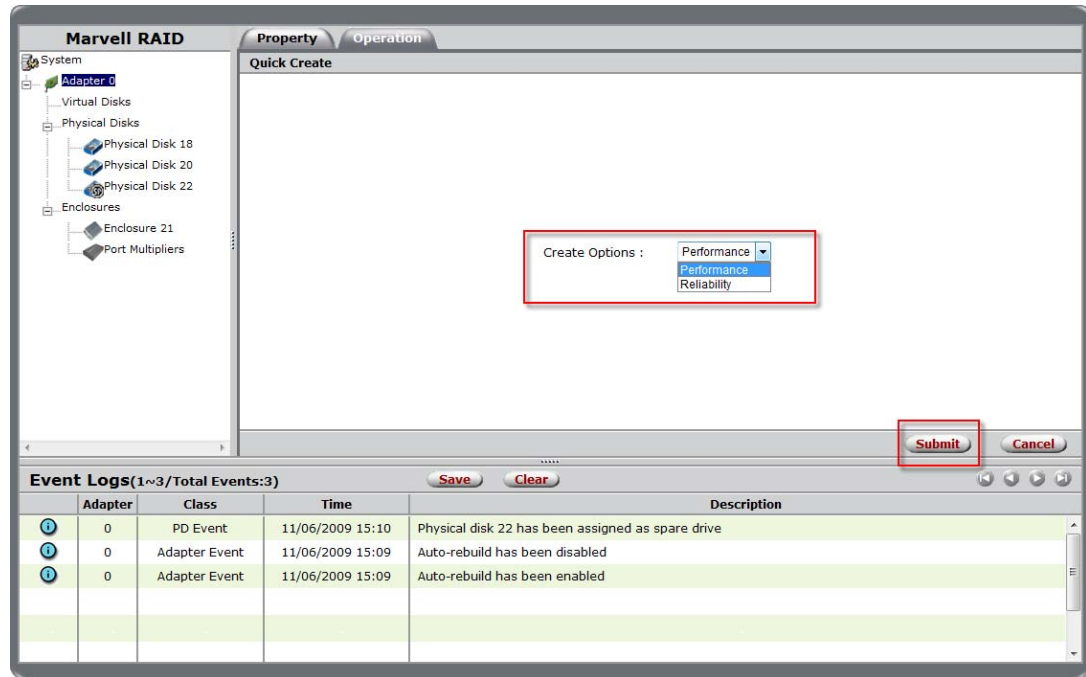 Marvell RAID
System
Adapter 0
Virtual Disks
Physical Disks
Physical Disk 18
Physical Disk 20
Physical Disk 22
Enclosures
Enclosure 21
Port Multipliers
Property Operation
Quick Create
Create Options : Performance
Performance
Reliability
Submit Cancel
Event Logs(1~3/Total Events:3) Save Clear
Adapter Class Time Description
0 PD Event 11/06/2009 15:10 Physical disk 22 has been assigned as spare drive
0 Adapter Event 11/06/2009 15:09 Auto-rebuild has been disabled
0 Adapter Event 11/06/2009 15:09 Auto-rebuild has been enabled